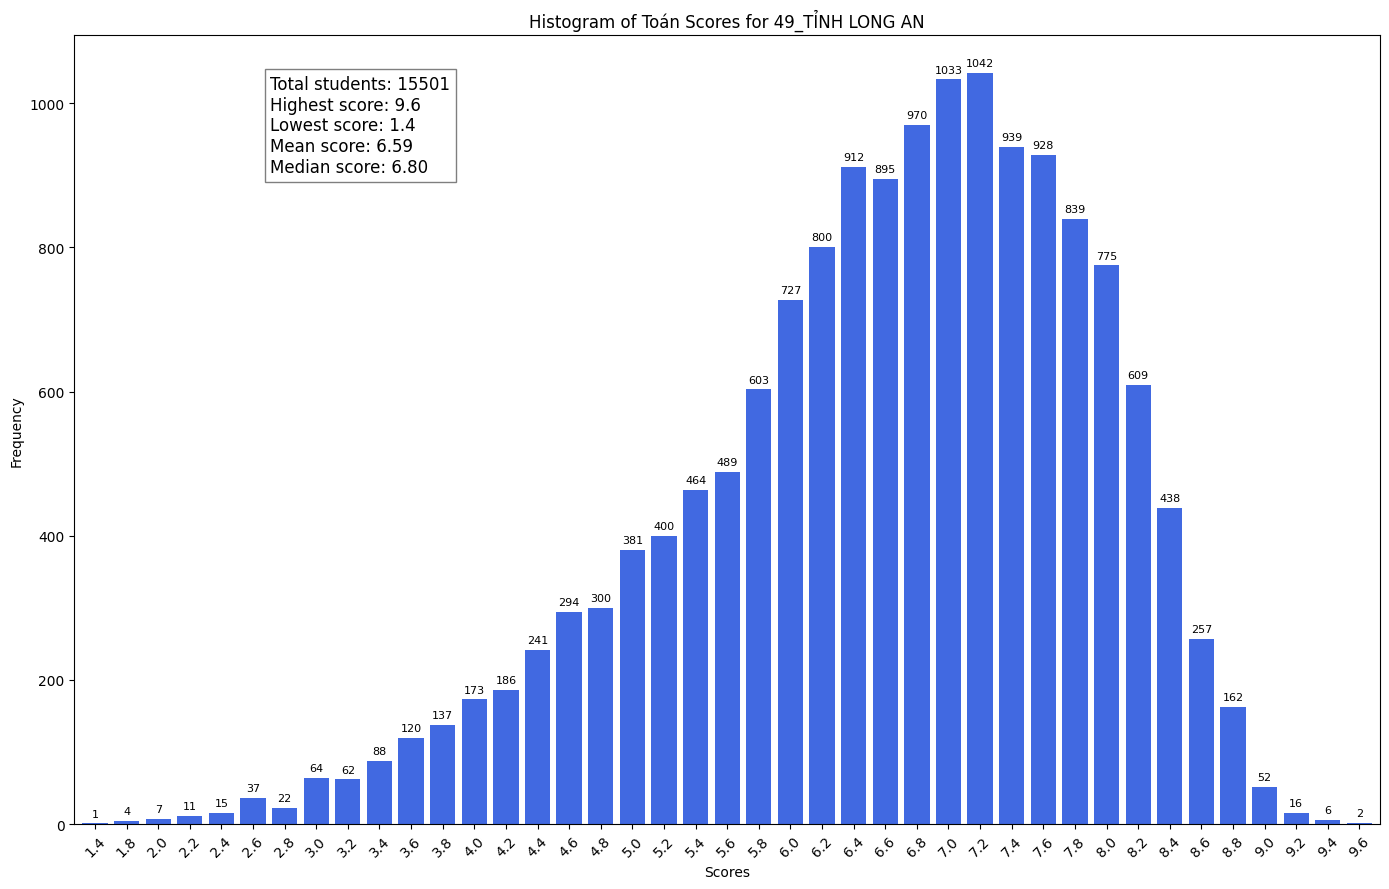 Histogram of Toán Scores for 49_TỈNH LONG AN
Total students: 15501
Highest score: 9.6
Lowest score: 1.4
Mean score: 6.59
Median score: 6.80
Frequency
1000
800
600
400
200
0
1 4 7 11 15 37 22 64 62 88 120 137 173 186 241 294 300 381 400 464 489 603 727 800 912 895 970 1033 1042 939 928 839 775 609 438 257 162 52 16 6 2
1.4 1.8 2.0 2.2 2.4 2.6 2.8 3.0 3.2 3.4 3.6 3.8 4.0 4.2 4.4 4.6 4.8 5.0 5.2 5.4 5.6 5.8 6.0 6.2 6.4 6.6 6.8 7.0 7.2 7.4 7.6 7.8 8.0 8.2 8.4 8.6 8.8 9.0 9.2 9.4 9.6
Scores